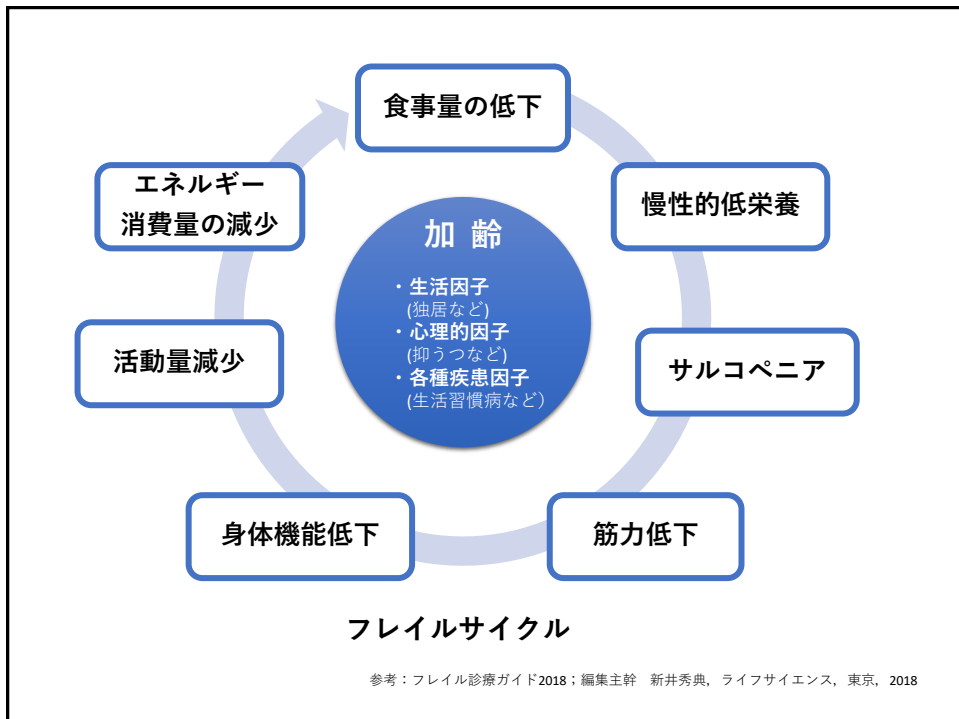 食事量の低下
慢性的低栄養
サルコペニア
筋力低下
身体機能低下
活動量減少
エネルギー
消費量の減少
加 齢
・生活因子
(独居など)
・心理的因子
(抑うつなど)
・各種疾患因子
(生活習慣病など）
フレイルサイクル
参考：フレイル診療ガイド2018；編集主幹　新井秀典，ライフサイエンス，東京，2018